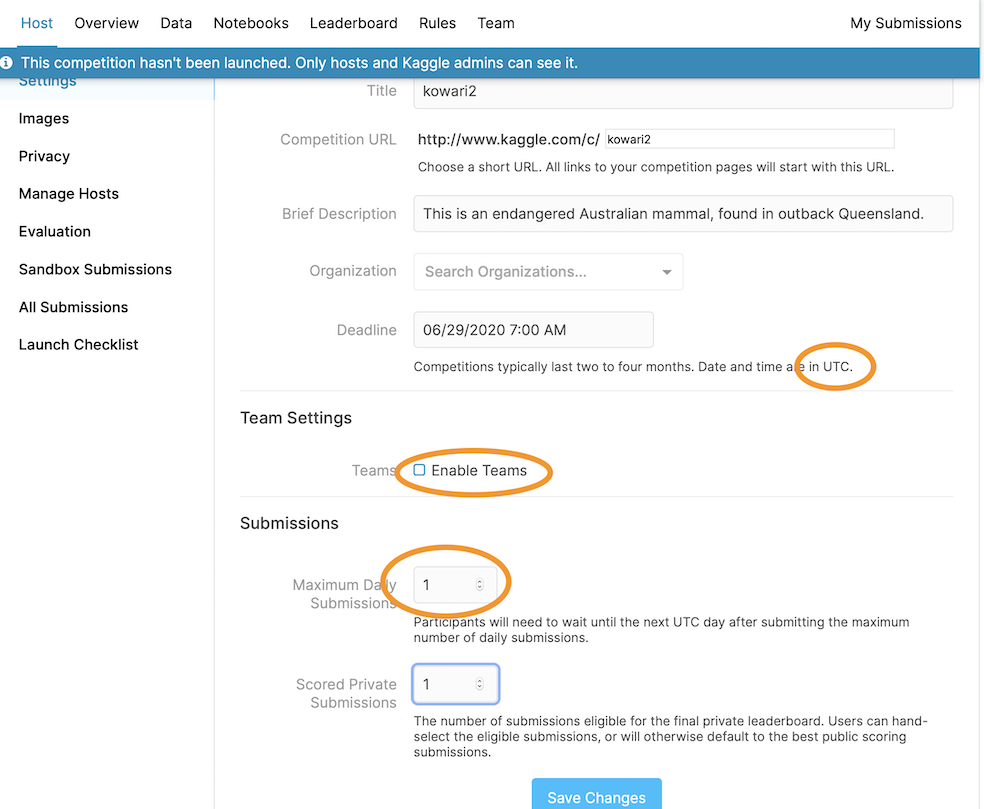 Host Overview Data Notebooks Leaderboard Rules Team My Submissions
This competition hasn't been launched. Only hosts and Kaggle admins can see it.
Settings
Images
Privacy
Manage Hosts
Evaluation
Sandbox Submissions
All Submissions
Launch Checklist
Title kowari2
Competition URL http://www.kaggle.com/c/ kowari2
Choose a short URL. All links to your competition pages will start with this URL.
Brief Description This is an endangered Australian mammal, found in outback Queensland.
Organization Search Organizations...
Deadline 06/29/2020 7:00 AM
Competitions typically last two to four months. Date and time are in UTC.
Team Settings
Teams Enable Teams
Submissions
Maximum Daily 1
Submissions
Participants will need to wait until the next UTC day after submitting the maximum
number of daily submissions.
Scored Private 1
Submissions
The number of submissions eligible for the final private leaderboard. Users can hand-
select the eligible submissions, or will otherwise default to the best public scoring
submissions.
Save Changes